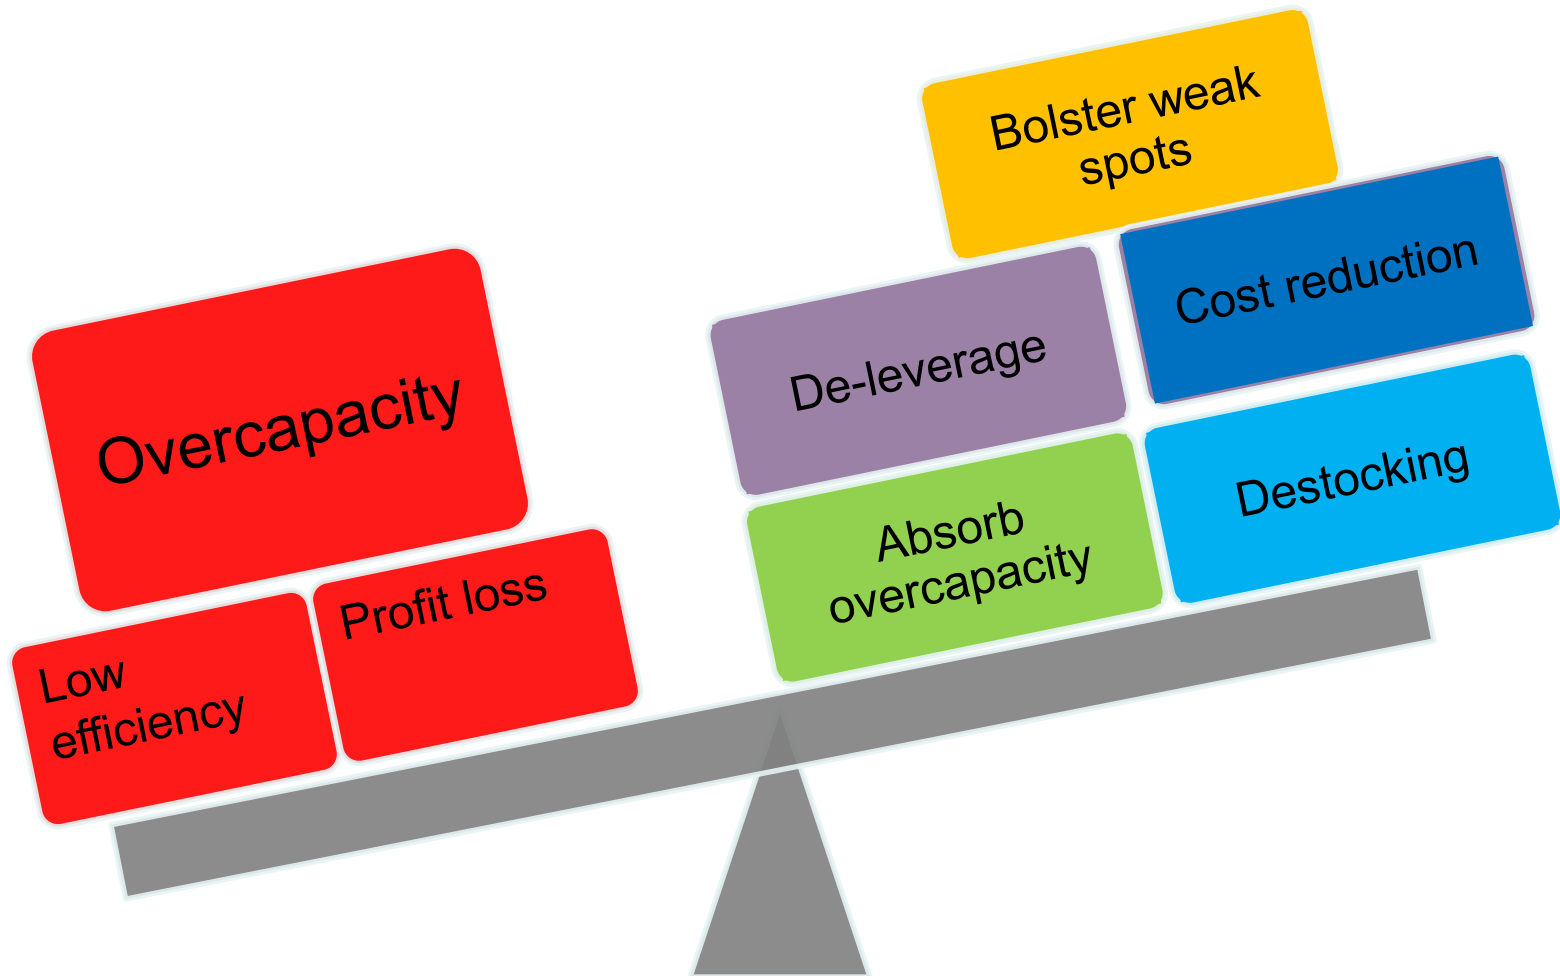 Overcapacity
Low
efficiency
Profit loss
Bolster weak
spots
De-leverage
Cost reduction
Absorb
overcapacity
Destocking